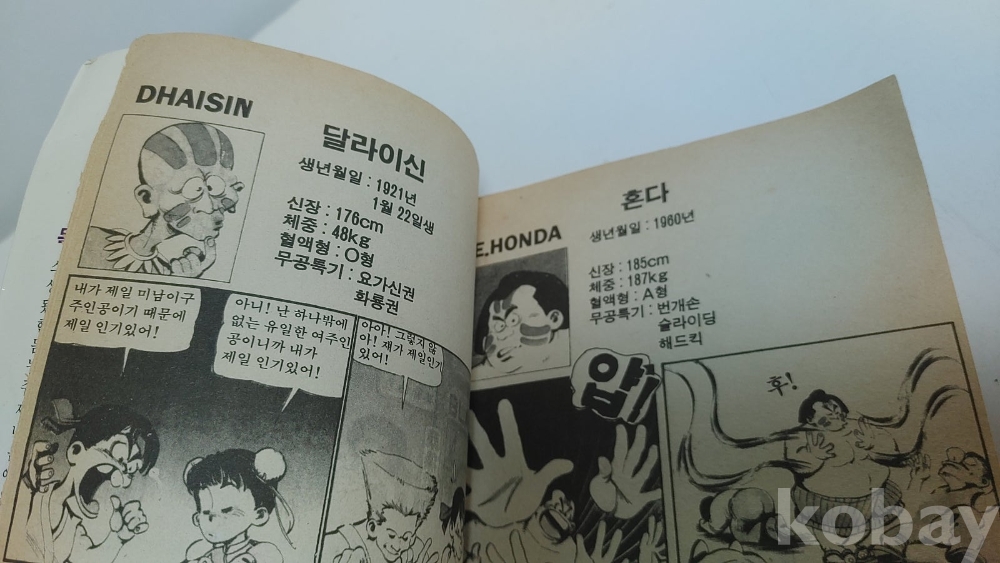 DHAISIN
달라이신
생년월일 : 1921년
1월 22일생
신장 : 176cm
체중 : 48kg
혈액형 : O형
무공특기 : 요가신권
화룡권
내가 제일 미남이구
주인공이기 때문에
제일 인기있어!
아니! 난 하나밖에
없는 유일한 여주인
공이니까 내가
제일 인기있어!
아아! 그렇지않
아! 재가 제일인기
있어!
E.HONDA
혼다
생년월일 : 1960년
신장 : 185cm
체중 : 187kg
혈액형 : A형
무공특기 : 번개손
슬라이딩
해드킥
얍!!
후!
kobay